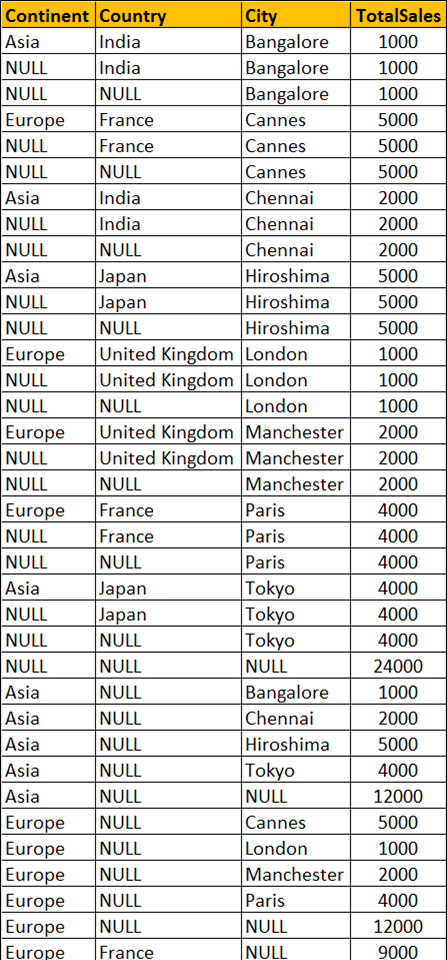 Continent Country City TotalSales
Asia India Bangalore 1000
NULL India Bangalore 1000
NULL NULL Bangalore 1000
Europe France Cannes 5000
NULL France Cannes 5000
NULL NULL Cannes 5000
Asia India Chennai 2000
NULL India Chennai 2000
NULL NULL Chennai 2000
Asia Japan Hiroshima 5000
NULL Japan Hiroshima 5000
NULL NULL Hiroshima 5000
Europe United Kingdom London 1000
NULL United Kingdom London 1000
NULL NULL London 1000
Europe United Kingdom Manchester 2000
NULL United Kingdom Manchester 2000
NULL NULL Manchester 2000
Europe France Paris 4000
NULL France Paris 4000
NULL NULL Paris 4000
Asia Japan Tokyo 4000
NULL Japan Tokyo 4000
NULL NULL Tokyo 4000
NULL NULL NULL 24000
Asia NULL Bangalore 1000
Asia NULL Chennai 2000
Asia NULL Hiroshima 5000
Asia NULL Tokyo 4000
Asia NULL NULL 12000
Europe NULL Cannes 5000
Europe NULL London 1000
Europe NULL Manchester 2000
Europe NULL Paris 4000
Europe NULL NULL 12000
Europe France NULL 9000